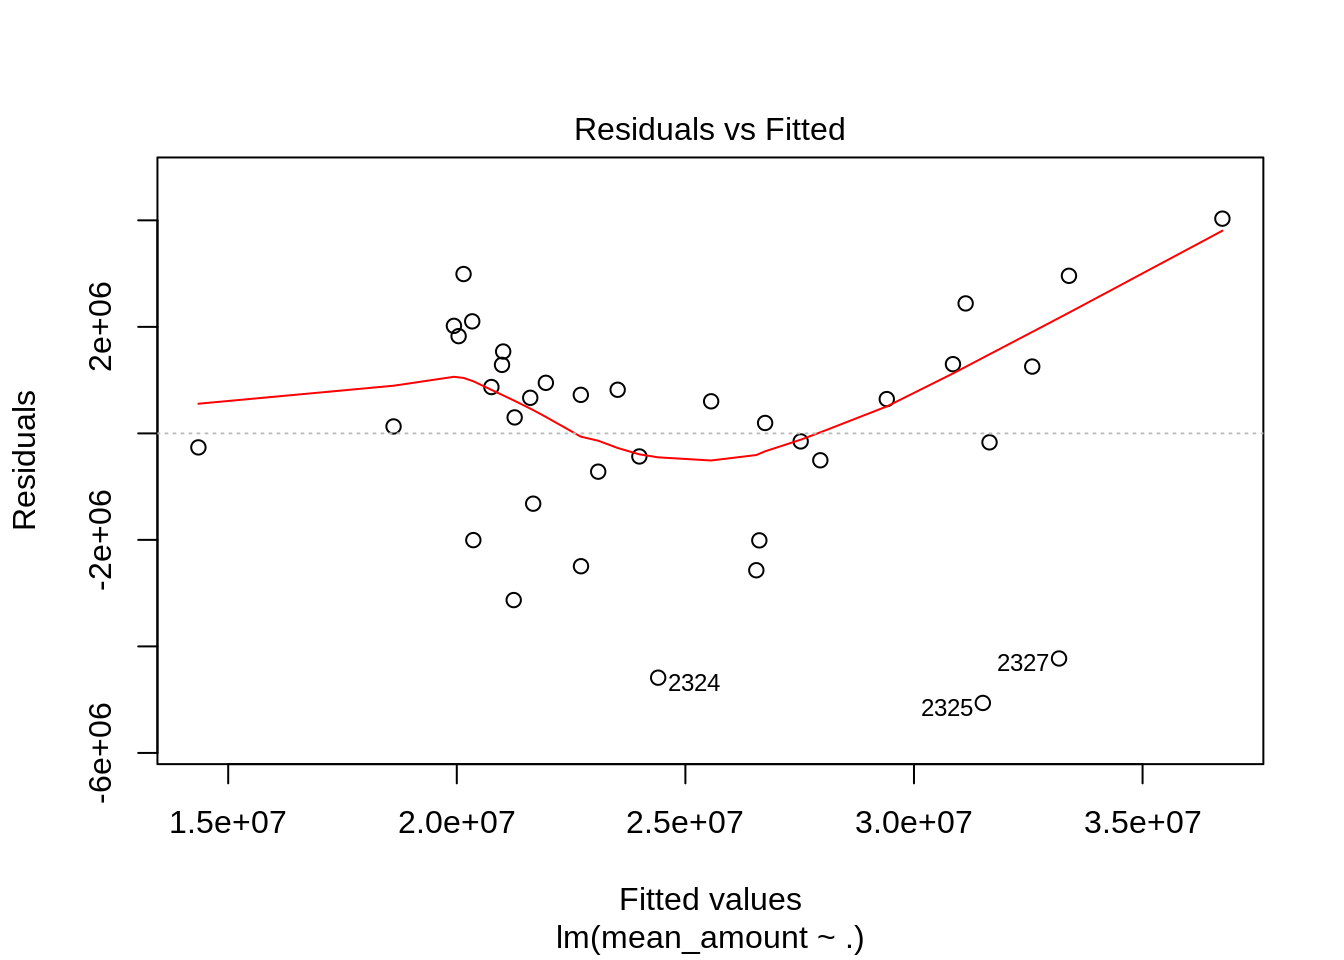 Residuals vs Fitted
Residuals
2e+06
-2e+06
-6e+06
2324
2327
2325
1.5e+07 2.0e+07 2.5e+07 3.0e+07 3.5e+07
Fitted values
lm(mean_amount ~ .)